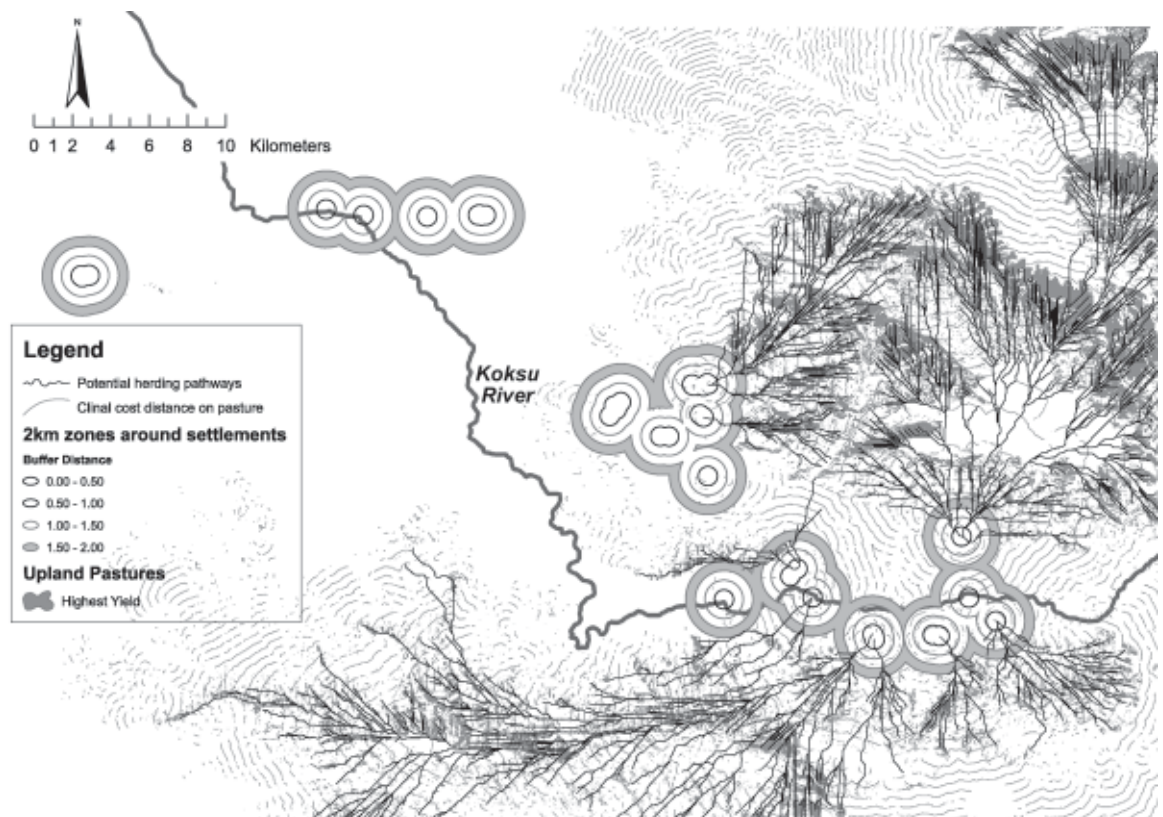 N
0 1 2 4 6 8 10 Kilometers
Koksu
River
Legend
Potential herding pathways
Clinal cost distance on pasture
2km zones around settlements
Buffer Distance
0.00 - 0.50
0.50 - 1.00
1.00 - 1.50
1.50 - 2.00
Upland Pastures
Highest Yield